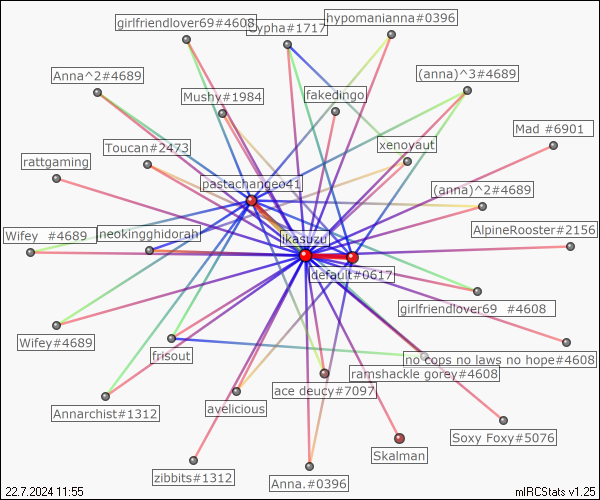 girlfriendlover69#4608
Sypha#1717
hypomanianna#0396
Anna^2#4689
(anna)^3#4689
Mushy#1984
fakedingo
Mad #6901
Toucan#2473
xenoyaut
rattgaming
pastachange041
(anna)^2#4689
Wifey #4689
neokingghidorah
ikasuzu
AlpineRooster#2156
default#0617
girlfriendlover69 #4608
Wifey#4689
frisout
no cops no laws no hope#4608
ramshackle gorey#4608
ace deucy#7097
Annarchist#1312
avelicious
Soxy Foxy#5076
Skalman
zibbits#1312
Anna.#0396
22.7.2024 11:55
mIRCStats v1.25